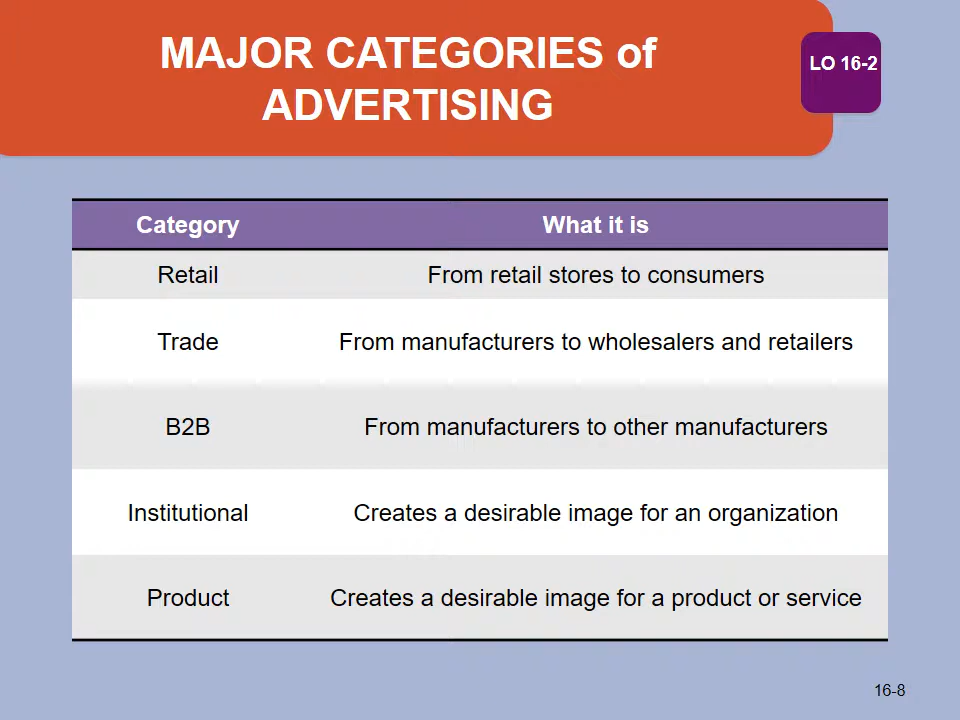 MAJOR CATEGORIES of
ADVERTISING
LO 16-2
Category What it is
Retail From retail stores to consumers
Trade From manufacturers to wholesalers and retailers
B2B From manufacturers to other manufacturers
Institutional Creates a desirable image for an organization
Product Creates a desirable image for a product or service
16-8